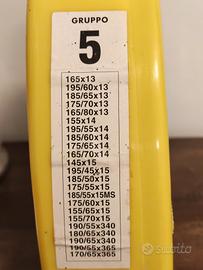 GRUPPO
5
165x13
195/60x13
185/65x13
175/70x13
165/80x13
155x14
195/55x14
185/60x14
175/65x14
165/70x14
145x15
195/45x15
185/50x15
175/55x15
185/55x15MS
175/60x15
155/65x15
155/70x15
190/55x340
180/65x340
190/65x340
190/55x365
170/65x365
Subito